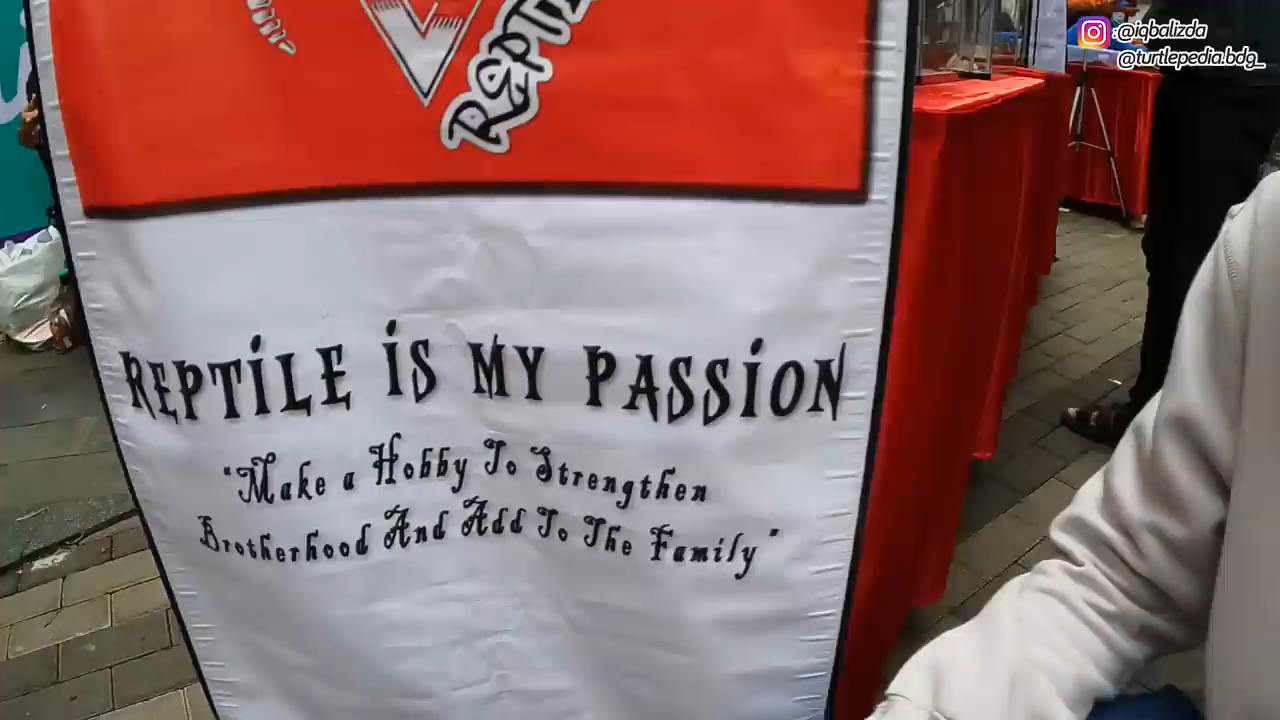 @iqbalizda
@turtlepedia.bdg_
REPTILE IS MY PASSION
"Make a Hobby To Strengthen
Brotherhood And Add To The Family"